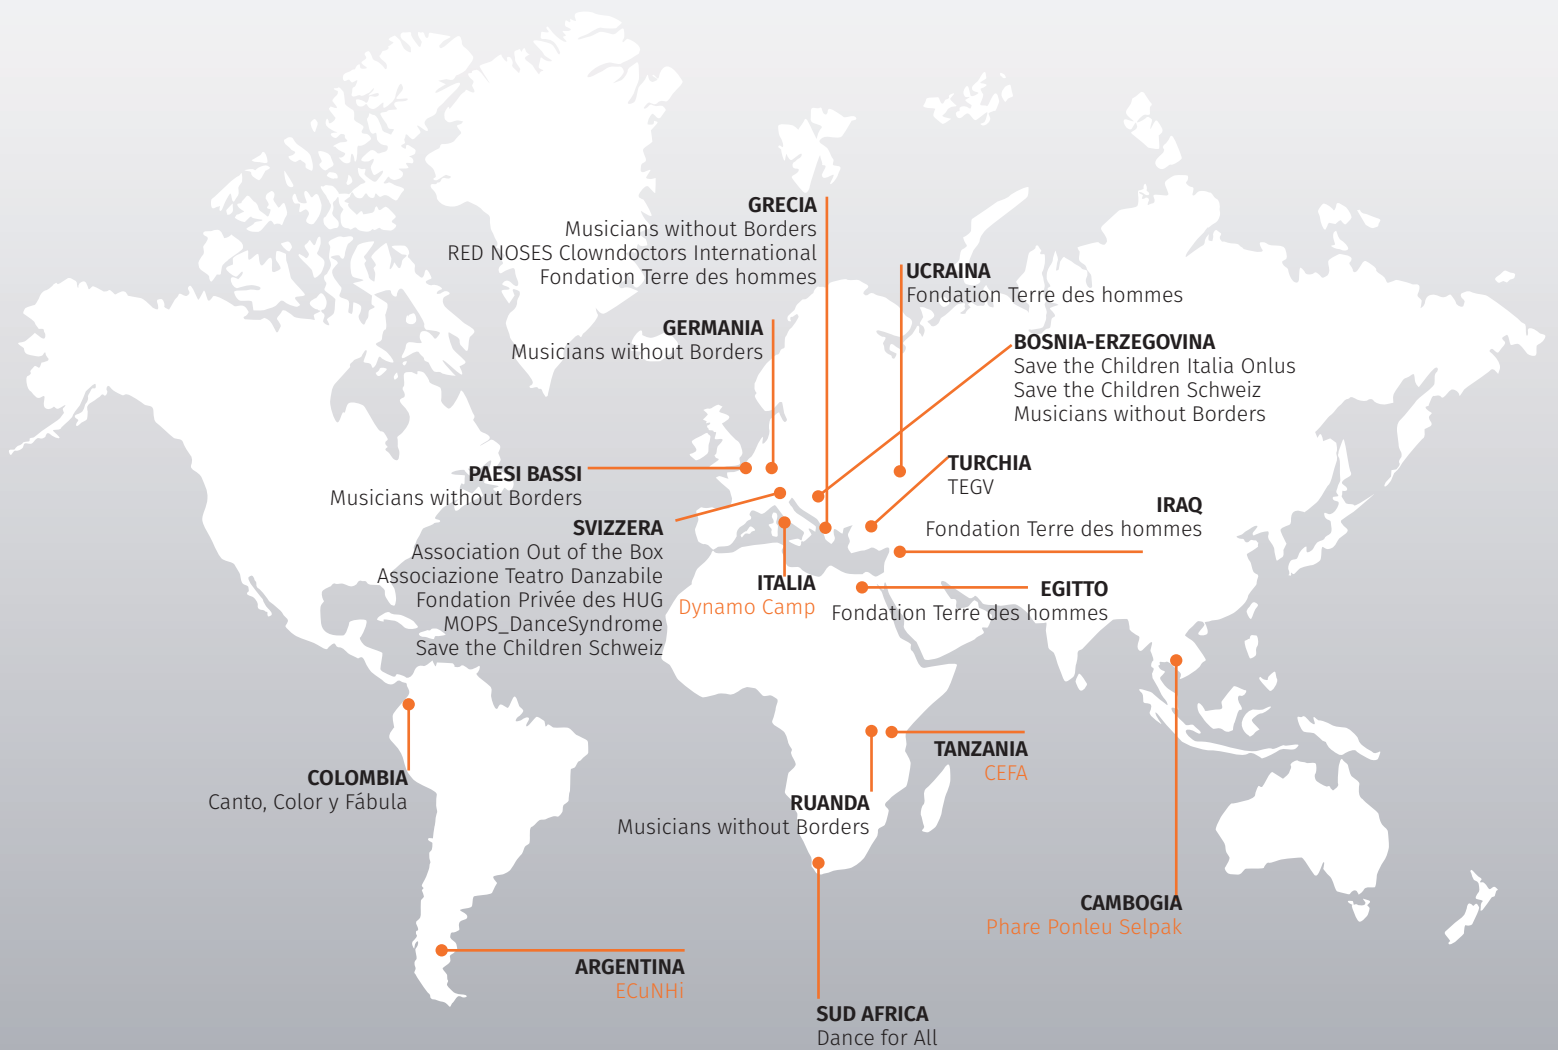 GRECIA
Musicians without Borders
RED NOSES Clowndoctors International
Fondation Terre des hommes
UCRAINA
Fondation Terre des hommes
GERMANIA
Musicians without Borders
BOSNIA-ERZEGOVINA
Save the Children Italia Onlus
Save the Children Schweiz
Musicians without Borders
PAESI BASSI
Musicians without Borders
TURCHIA
TEGV
IRAQ
Fondation Terre des hommes
SVIZZERA
Association Out of the Box
Associazione Teatro Danzabile
Fondation Privée des HUG
MOPS_DanceSyndrome
Save the Children Schweiz
ITALIA
Dynamo Camp
EGITTO
Fondation Terre des hommes
COLOMBIA
Canto, Color y Fábula
TANZANIA
CEFA
RUANDA
Musicians without Borders
CAMBOGIA
Phare Ponleu Selpak
ARGENTINA
ECuNHi
SUD AFRICA
Dance for All